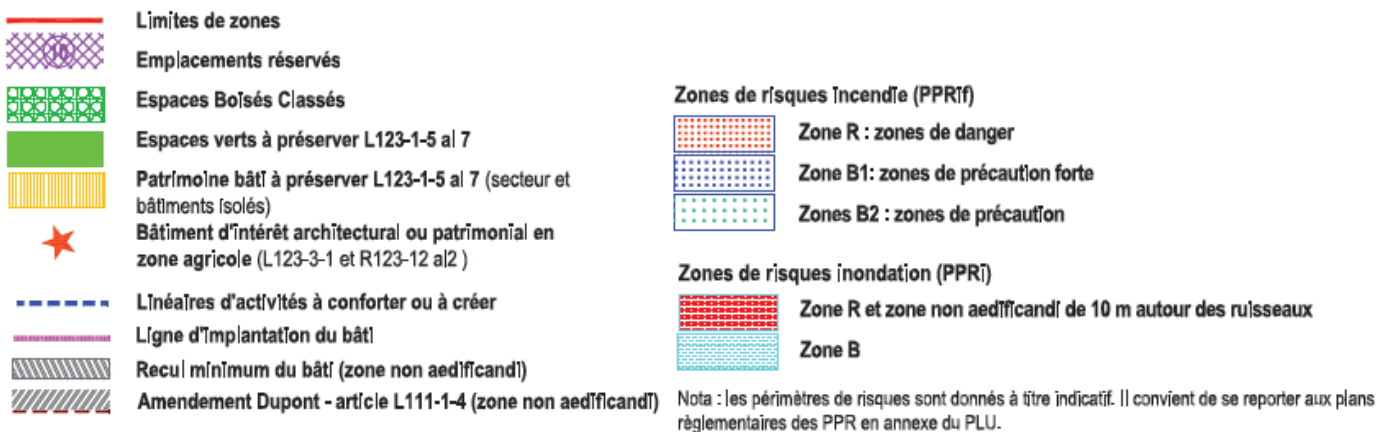 Limites de zones
10
Emplacements réservés
Espaces Boisés Classés
Espaces verts à préserver L123-1-5 al 7
Patrimoine bâti à préserver L123-1-5 al 7 (secteur et
bâtiments isolés)
Bâtiment d'intérêt architectural ou patrimonial en
zone agricole (L123-3-1 et R123-12 al2 )
Linéaires d'activités à conforter ou à créer
Ligne d'implantation du bâti
Recul minimum du bâti (zone non aedificandi)
Amendement Dupont - article L111-1-4 (zone non aedificandi)
Zones de risques incendie (PPRif)
Zone R : zones de danger
Zone B1: zones de précaution forte
Zones B2 : zones de précaution
Zones de risques inondation (PPRi)
Zone R et zone non aedificandi de 10 m autour des ruisseaux
Zone B
Nota : les périmètres de risques sont donnés à titre indicatif. Il convient de se reporter aux plans
règlementaires des PPR en annexe du PLU.